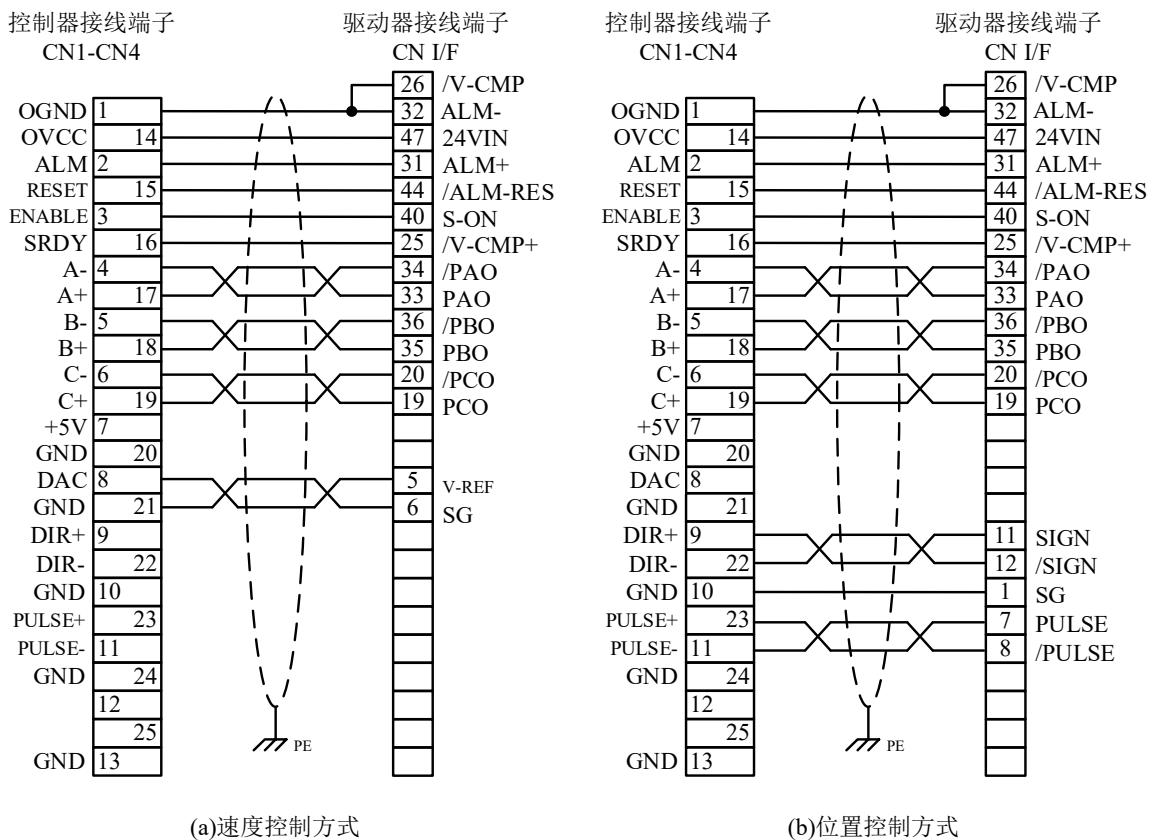 控制器接线端子
CN1-CN4
驱动器接线端子
CN I/F
26 /V-CMP
OGND 1 32 ALM-
OVCC 14 47 24VIN
ALM 2 31 ALM+
RESET 15 44 /ALM-RES
ENABLE 3 40 S-ON
SRDY 16 25 /V-CMP+
A- 4 34 /PAO
A+ 17 33 PAO
B- 5 36 /PBO
B+ 18 35 PBO
C- 6 20 /PCO
C+ 19 19 PCO
+5V 7
GND 20
DAC 8 5 V-REF
GND 21 6 SG
DIR+ 9
DIR- 22
GND 10
PULSE+ 23
PULSE- 11
GND 24
12
25
GND 13
PE
(a)速度控制方式
控制器接线端子
CN1-CN4
驱动器接线端子
CN I/F
26 /V-CMP
OGND 1 32 ALM-
OVCC 14 47 24VIN
ALM 2 31 ALM+
RESET 15 44 /ALM-RES
ENABLE 3 40 S-ON
SRDY 16 25 /V-CMP+
A- 4 34 /PAO
A+ 17 33 PAO
B- 5 36 /PBO
B+ 18 35 PBO
C- 6 20 /PCO
C+ 19 19 PCO
+5V 7
GND 20
DAC 8
GND 21
DIR+ 9 11 SIGN
DIR- 22 12 /SIGN
GND 10 1 SG
PULSE+ 23 7 PULSE
PULSE- 11 8 /PULSE
GND 24
12
25
GND 13
PE
(b)位置控制方式